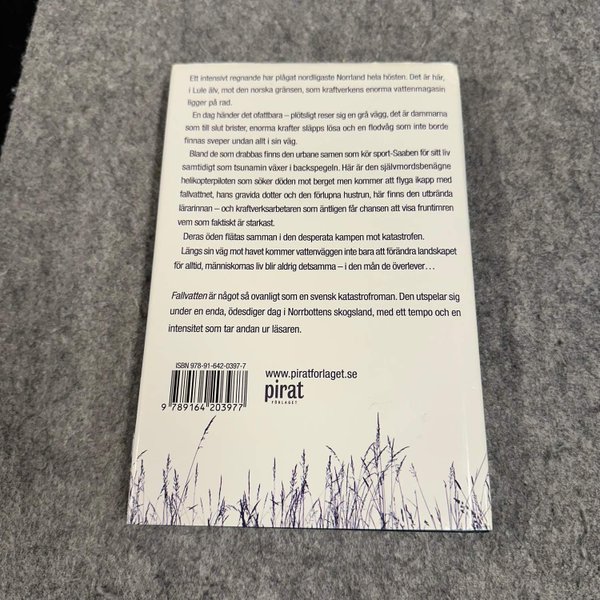 Ett intensivt regnande har plågat nordligaste Norrland hela hösten. Det är här,
i Lule älv, mot den norska gränsen, som kraftverkens enorma vattenmagasin
ligger på rad.
En dag händer det ofattbara – plötsligt reser sig en grå vägg, det är dammarna
som till slut brister, enorma krafter släpps lösa och en flodvåg som inte borde
finnas sveper undan allt i sin väg.
Bland de som drabbas finns den urbane samen som kör sport-Saaben för sitt liv
samtidigt som tsunamin växer i backspegeln. Här är den självmordsbenägne
helikopterpiloten som söker döden mot berget men kommer att flyga ikapp med
fallvattnet, hans gravida dotter och den förlupna hustrun, här finns den utbrända
lärarinnan – och kraftverksarbetaren som äntligen får chansen att visa fruntimren
vem som faktiskt är starkast.
Deras öden flätas samman i den desperata kampen mot katastrofen.
Längs sin väg mot havet kommer vattenväggen inte bara att förändra landskapet
för alltid, människornas liv blir aldrig detsamma – i den mån de överlever…
Fallvatten är något så ovanligt som en svensk katastrofroman. Den utspelar sig
under en enda, ödesdiger dag i Norrbottens skogsland, med ett tempo och en
intensitet som tar andan ur läsaren.
ISBN 978-91-642-0397-7
9 789164 203977
www.piratforlaget.se
pirat
FÖRLAGET